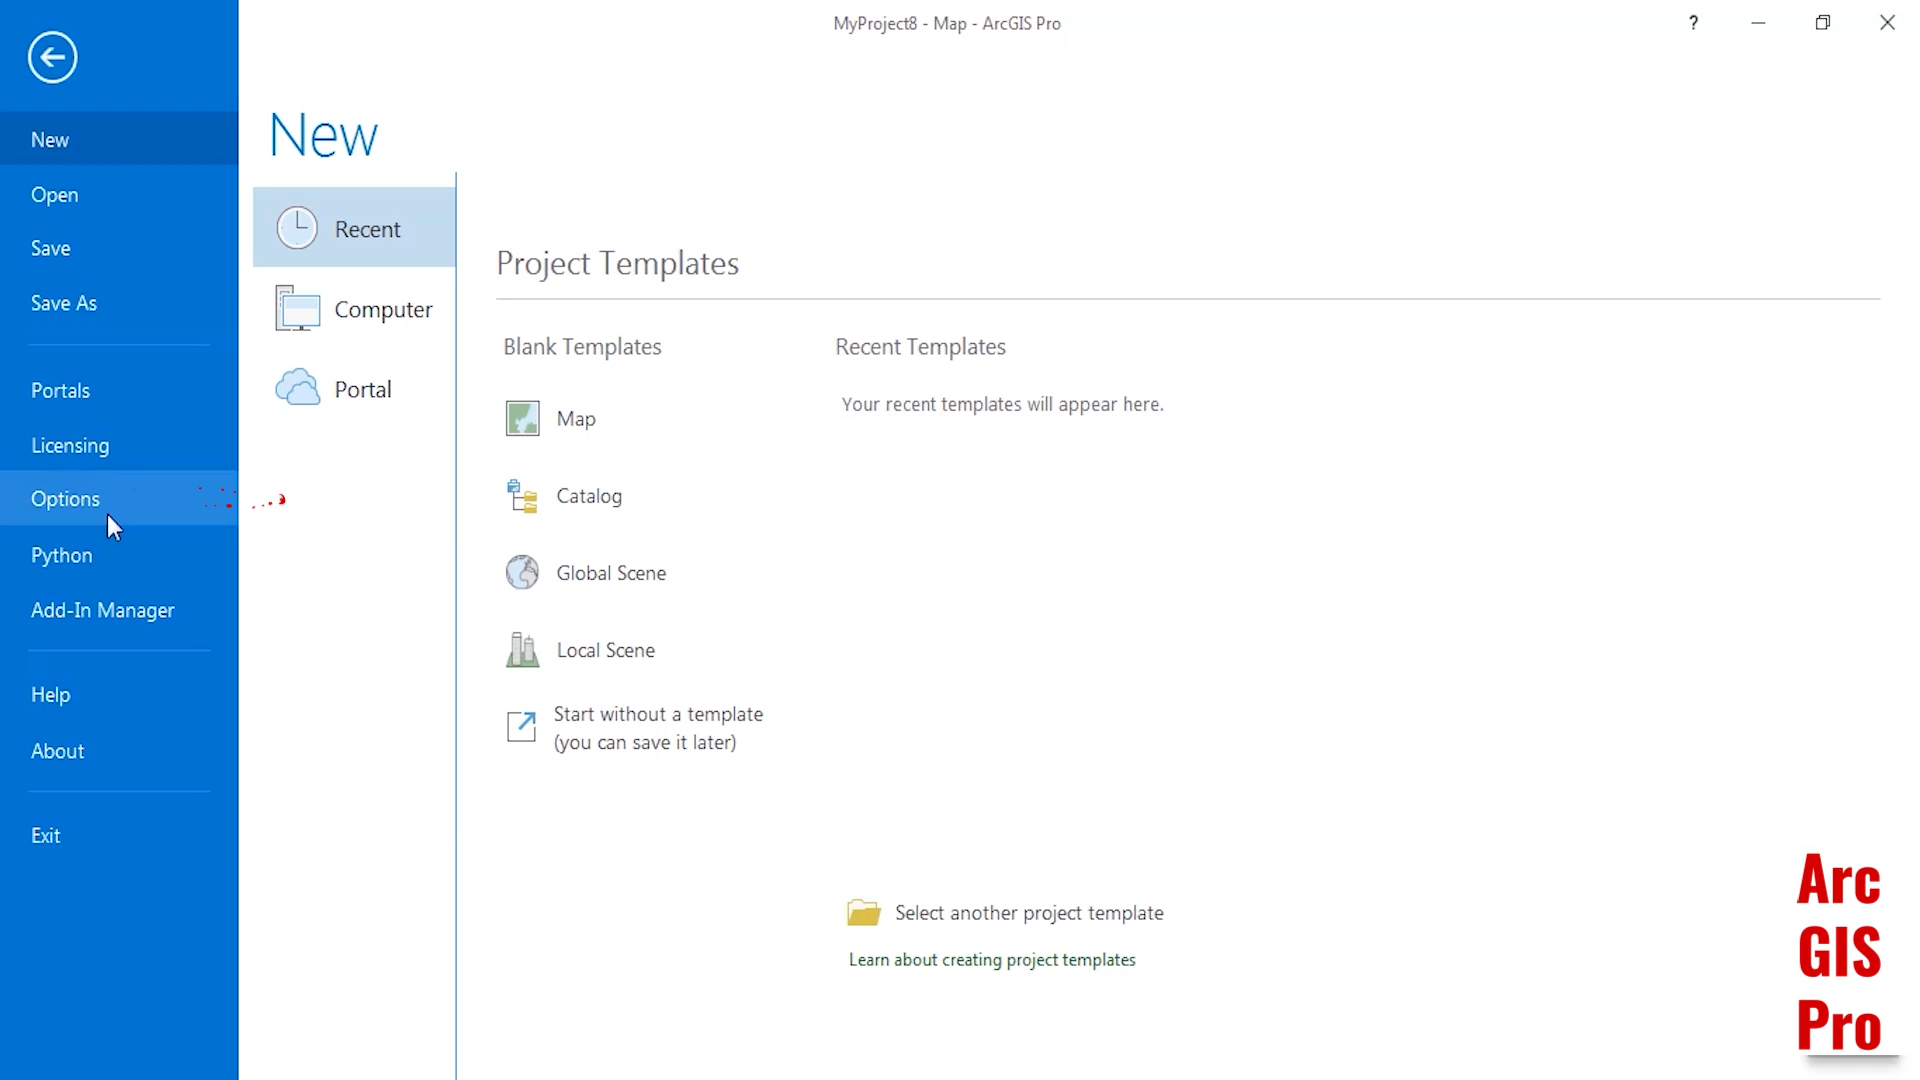 MyProject8 - Map - ArcGIS Pro
?
New
Open
Save
Save As
Portals
Licensing
Options
Python
Add-In Manager
Help
About
Exit
New
Recent
Computer
Portal
Project Templates
Blank Templates
Map
Catalog
Global Scene
Local Scene
Start without a template
(you can save it later)
Recent Templates
Your recent templates will appear here.
Select another project template
Learn about creating project templates
Arc
GIS
Pro